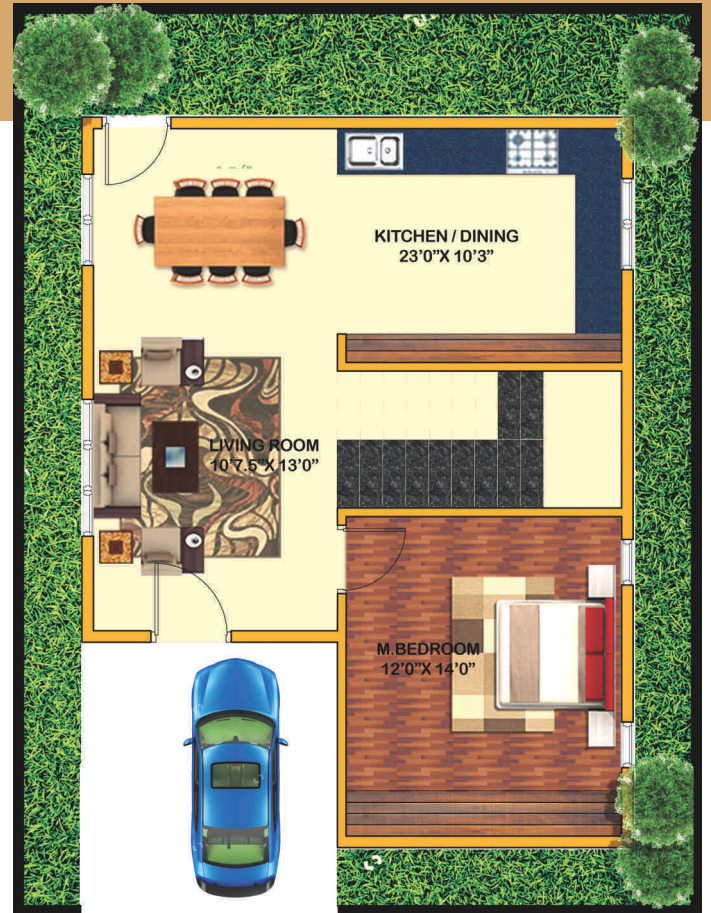 KITCHEN / DINING
23'0"X 10'3"
LIVING ROOM
10'7.5"X 13'0"
M.BEDROOM
12'0"X 14'0"